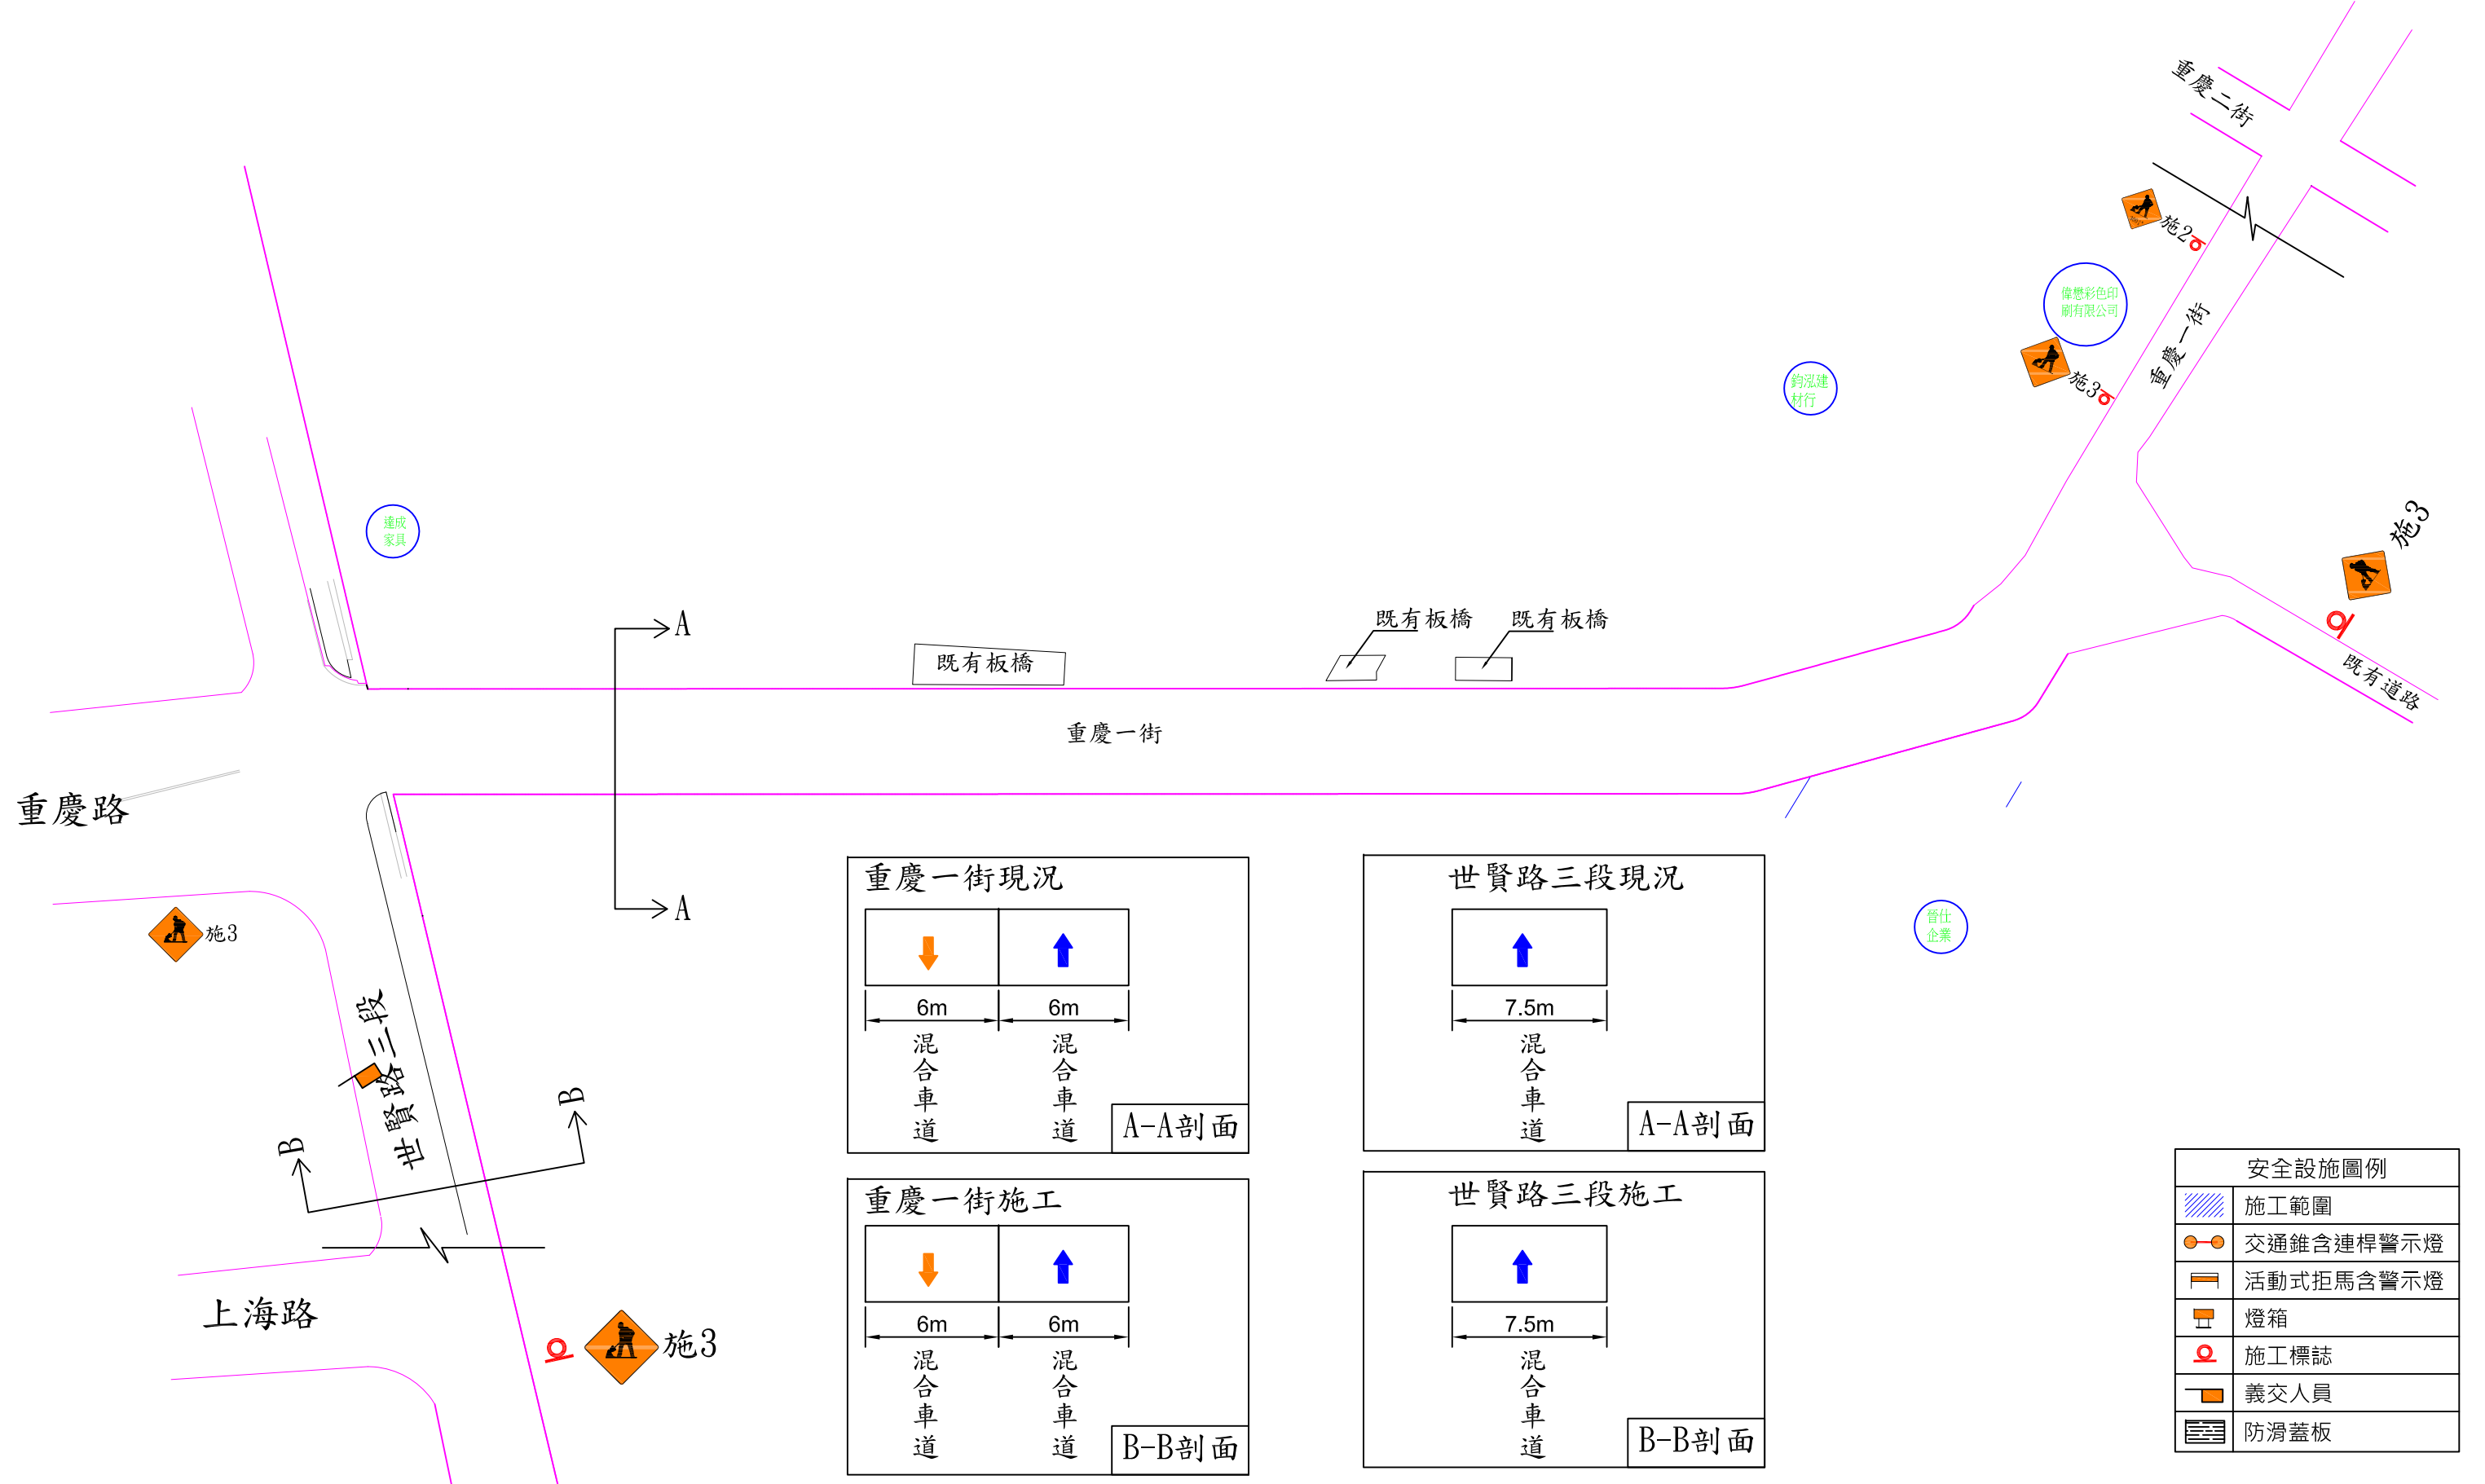 重慶二街
施2
偉懋彩色印
刷有限公司
重慶一街
鈞泓建
材行
施3
施3
達成
家具
A
既有板橋
既有板橋
既有板橋
既有道路
重慶一街
重慶路
A
施3
世賢路三段
B
B
上海路
施3
晉仕
企業
重慶一街現況
6m
6m
混合車道
混合車道
A-A剖面
世賢路三段現況
7.5m
混合車道
A-A剖面
重慶一街施工
6m
6m
混合車道
混合車道
B-B剖面
世賢路三段施工
7.5m
混合車道
B-B剖面
安全設施圖例
施工範圍
交通錐含連桿警示燈
活動式拒馬含警示燈
燈箱
施工標誌
義交人員
防滑蓋板